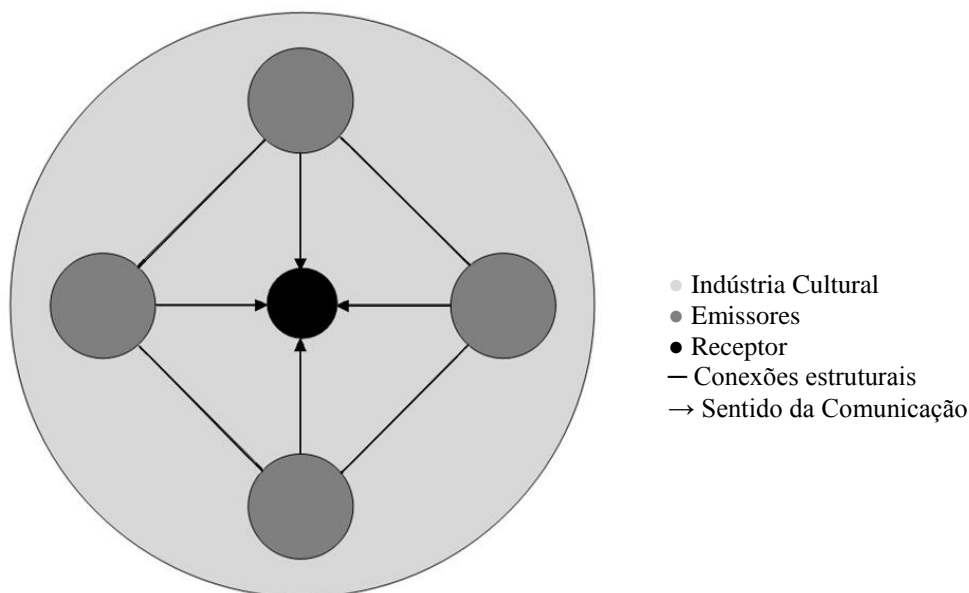 ● Indústria Cultural
● Emissores
● Receptor
— Conexões estruturais
→ Sentido da Comunicação